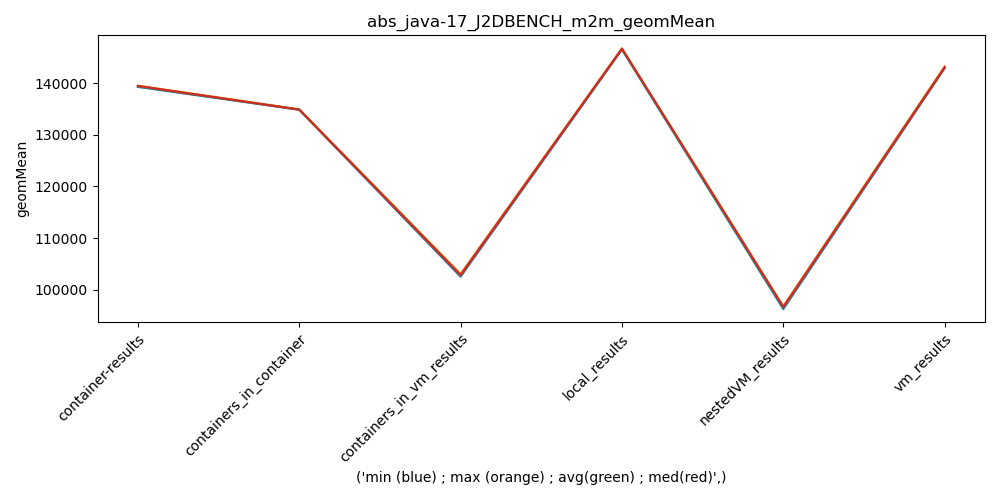 abs_java-17_J2DBENCH_m2m_geomMean
geomMean
140000
130000
120000
110000
100000
container-results
containers_in_container
containers_in_vm_results
local_results
nestedVM_results
vm_results
('min (blue) ; max (orange) ; avg(green) ; med(red)',)